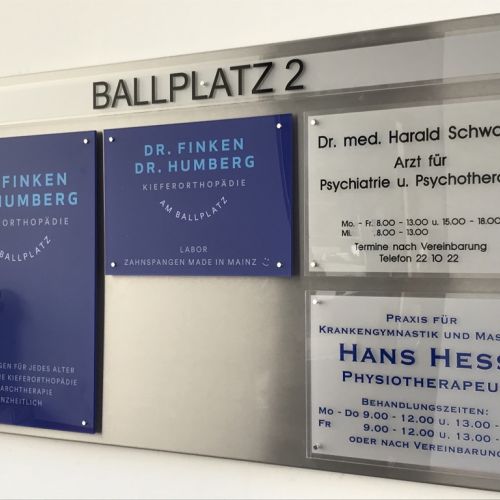 BALLPLATZ 2
FINKEN
HUMBERG
AM BALLPLATZ
FÜR JEDES ALTER
KIEFERORTHOPÄDIE
DR. FINKEN
DR. HUMBERG
KIEFERORTHOPÄDIE
AM BALLPLATZ
LABOR
ZAHNSPANGEN MADE IN MAINZ
Dr. med. Harald
Arzt für
Psychiatrie u.
Mo. - Fr. 8.00 - 13.00 u. 15.00 - 18.00
Mi. 8.00 - 13.00
Termine nach Vereinbarung
Telefon 22 10 22
PRAXIS FÜR
KRANKENGYMNASTIK UND
HANS
BEHANDLUNGSZEITEN:
MO - DO 9.00 - 12.00 U. 13.00 -
FR 9.00 - 12.00 U. 13.00 -
ODER NACH VEREINBARUNG